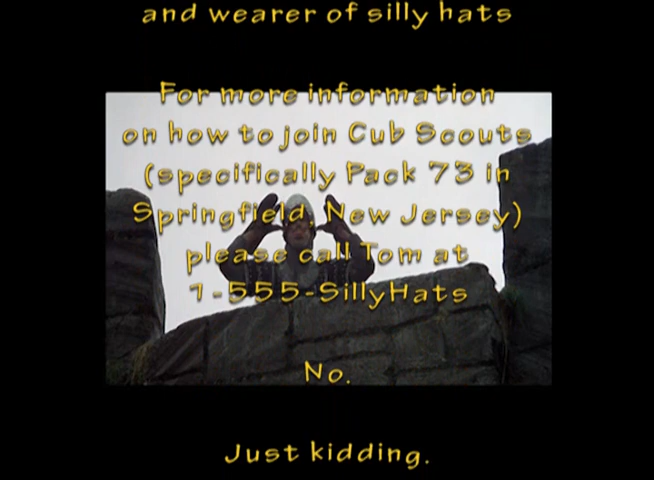 and wearer of silly hats
For more information
on how to join Cub Scouts
(specifically Pack 73 in
Springfield, New Jersey)
please call Tom at
1-555-SillyHats
No.
Just kidding.